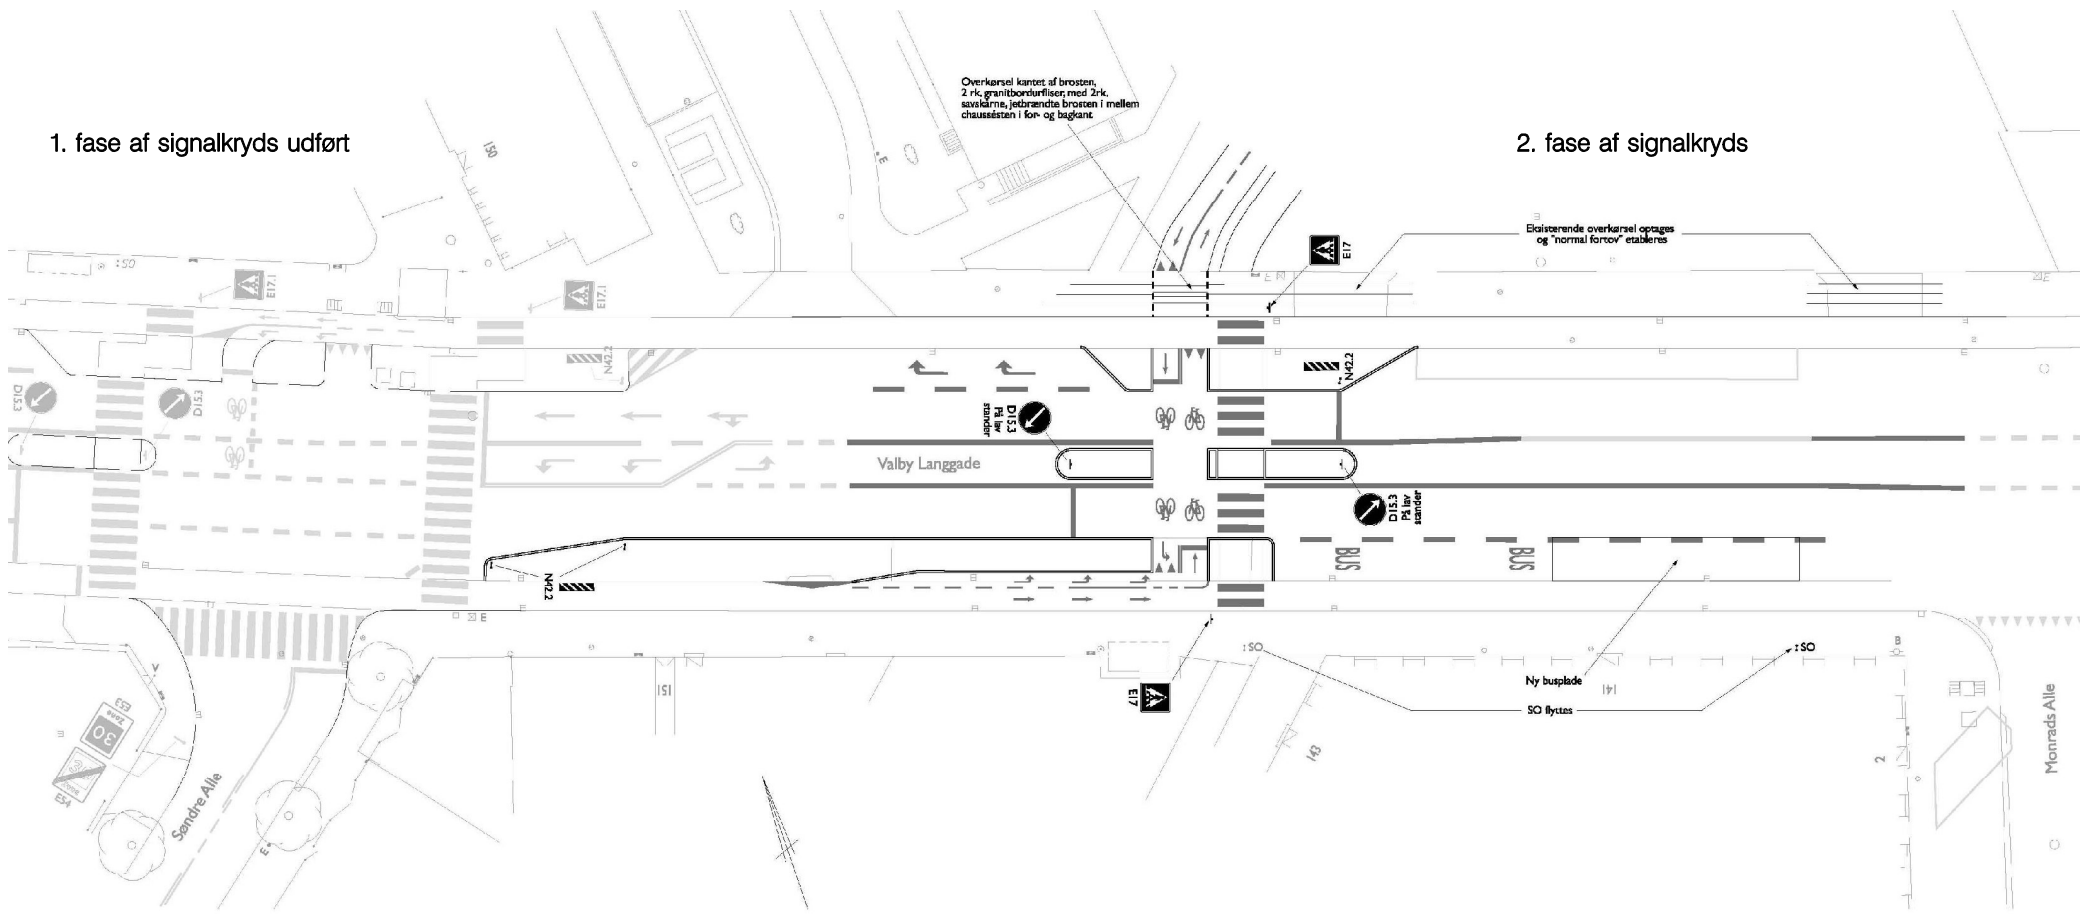 1. fase af signalkryds udført
2. fase af signalkryds
Overkørsel kantet af brosten,
2 rk. granitbordurfliser, med 2rk.
savskårne, jetbrændte brosten i mellem
chaussésten i for- og bagkant
Eksisterende overkørsel optages
og "normal fortov" etableres
150
E
E17
SO
E17.1
E17.1
E
E
N42.2
N42.2
D15.3
D15.3
D15.3
På lav
stander
Valby Langgade
D15.3
På lav
stander
BUS
BUS
N42.2
E
SO
SO
B
V
151
E17
Ny busplade
141
SO flyttes
143
2
Monrads Alle
E53
30
Zone
E54
Søndre Alle
E